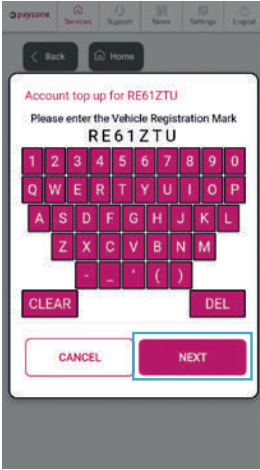 payzone Services Support News Settings Logout
Back Home
Account top up for RE61ZTU
Please enter the Vehicle Registration Mark
RE61ZTU
1 2 3 4 5 6 7 8 9 0
Q W E R T Y U I O P
A S D F G H J K L
Z X C V B N M
- _ ' ( )
CLEAR DEL
CANCEL NEXT